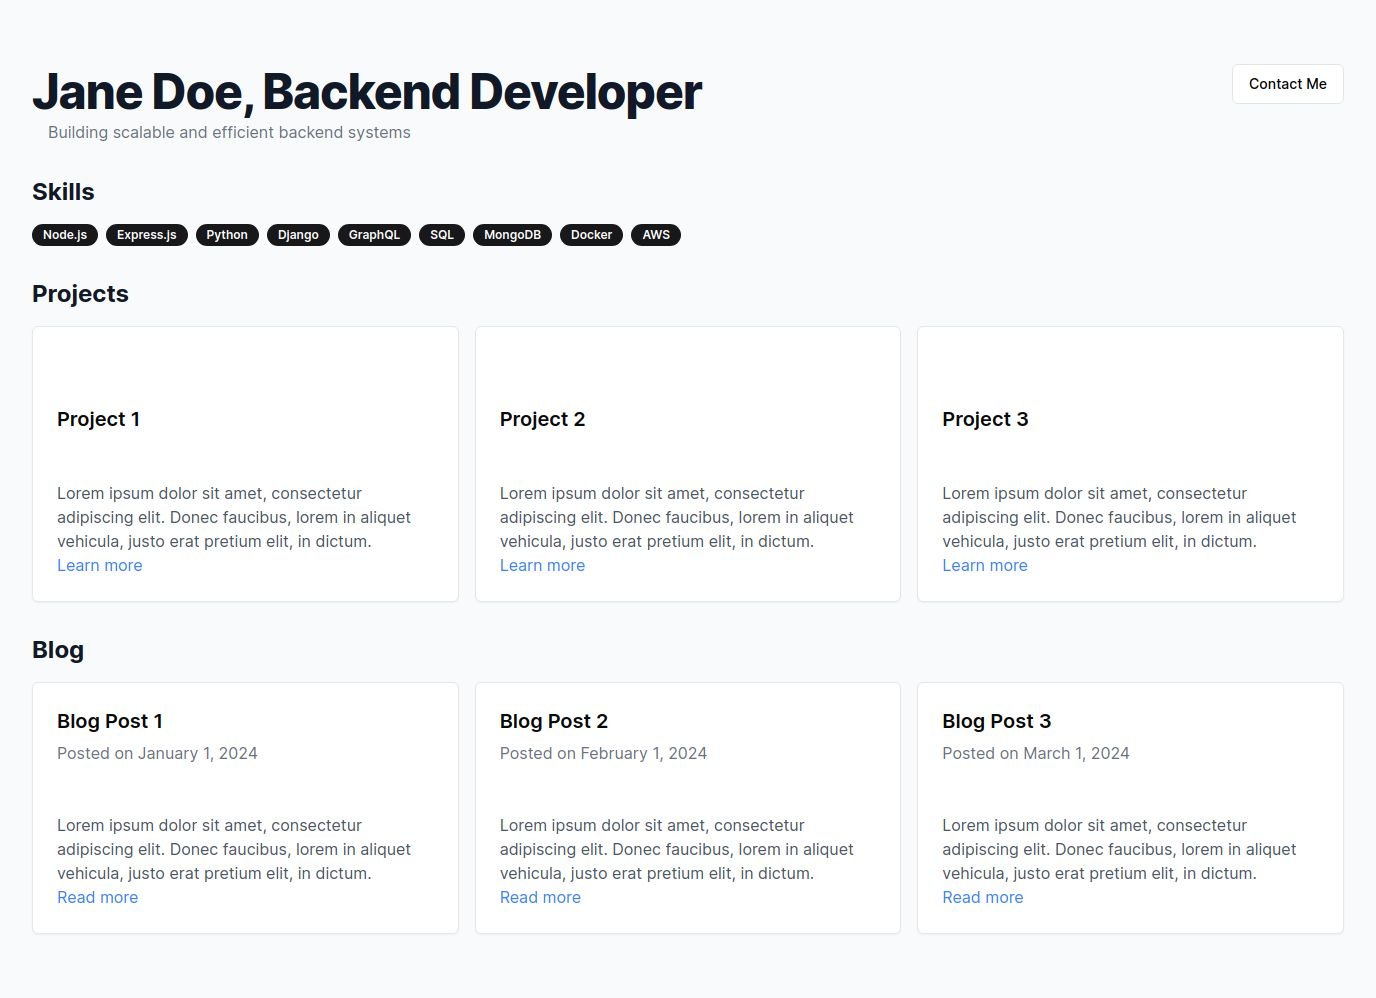 Jane Doe, Backend Developer
Contact Me
Building scalable and efficient backend systems
Skills
Node.js Express.js Python Django GraphQL SQL MongoDB Docker AWS
Projects
Project 1
Lorem ipsum dolor sit amet, consectetur
adipiscing elit. Donec faucibus, lorem in aliquet
vehicula, justo erat pretium elit, in dictum.
Learn more
Project 2
Lorem ipsum dolor sit amet, consectetur
adipiscing elit. Donec faucibus, lorem in aliquet
vehicula, justo erat pretium elit, in dictum.
Learn more
Project 3
Lorem ipsum dolor sit amet, consectetur
adipiscing elit. Donec faucibus, lorem in aliquet
vehicula, justo erat pretium elit, in dictum.
Learn more
Blog
Blog Post 1
Posted on January 1, 2024
Lorem ipsum dolor sit amet, consectetur
adipiscing elit. Donec faucibus, lorem in aliquet
vehicula, justo erat pretium elit, in dictum.
Read more
Blog Post 2
Posted on February 1, 2024
Lorem ipsum dolor sit amet, consectetur
adipiscing elit. Donec faucibus, lorem in aliquet
vehicula, justo erat pretium elit, in dictum.
Read more
Blog Post 3
Posted on March 1, 2024
Lorem ipsum dolor sit amet, consectetur
adipiscing elit. Donec faucibus, lorem in aliquet
vehicula, justo erat pretium elit, in dictum.
Read more